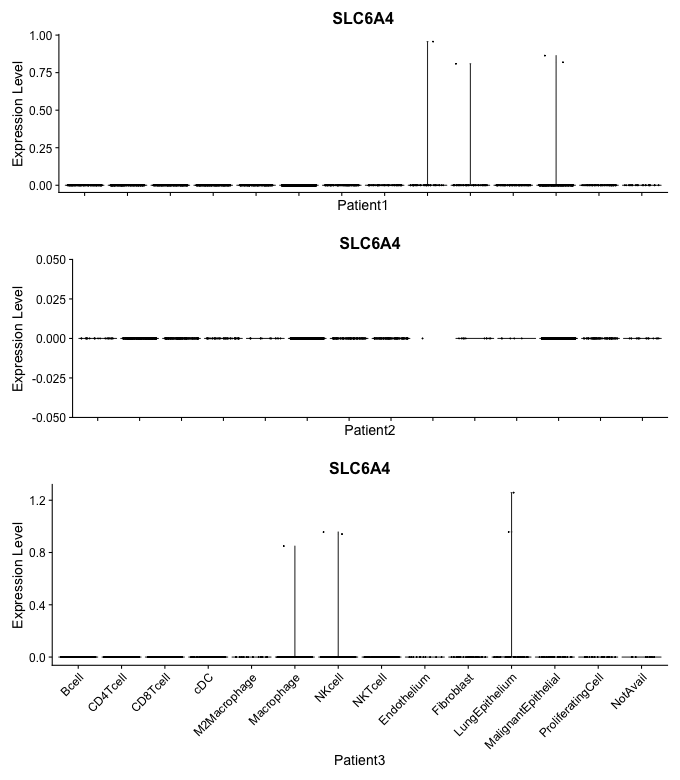 SLC6A4
Expression Level
1.00
0.75
0.50
0.25
0.00
Patient1
SLC6A4
Expression Level
0.050
0.025
0.000
-0.025
-0.050
Patient2
SLC6A4
Expression Level
1.2
0.8
0.4
0.0
Bcell
CD4Tcell
CD8Tcell
cDC
M2Macrophage
Macrophage
NKcell
NKTcell
Endothelium
Fibroblast
LungEpithelium
MalignantEpithelial
ProliferatingCell
NotAvail
Patient3